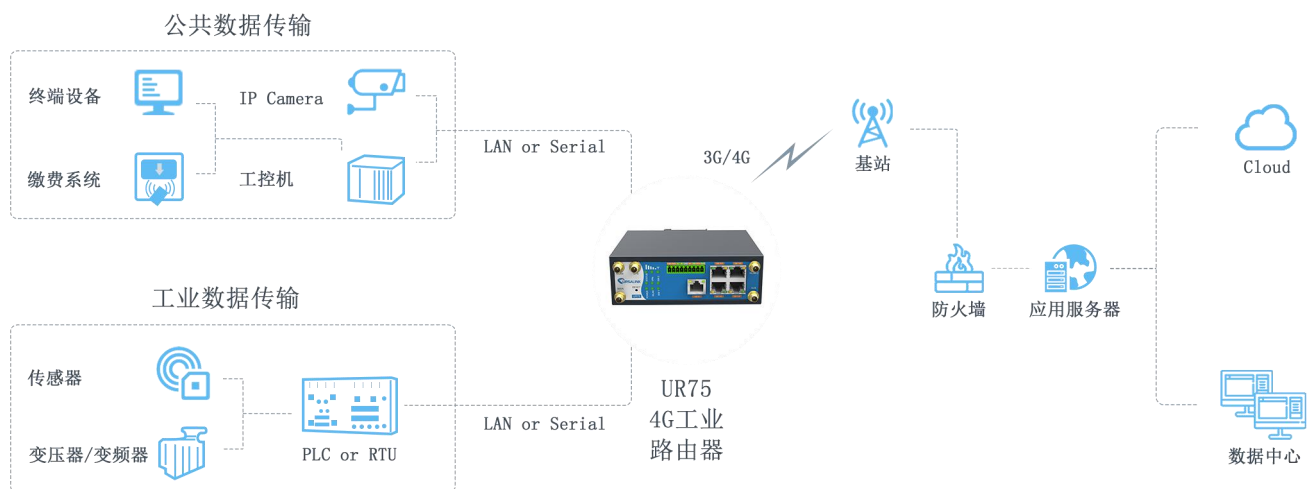 公共数据传输
终端设备
IP Camera
缴费系统
工控机
LAN or Serial
工业数据传输
传感器
变压器/变频器
PLC or RTU
LAN or Serial
UR75
4G工业
路由器
3G/4G
基站
防火墙
应用服务器
Cloud
数据中心